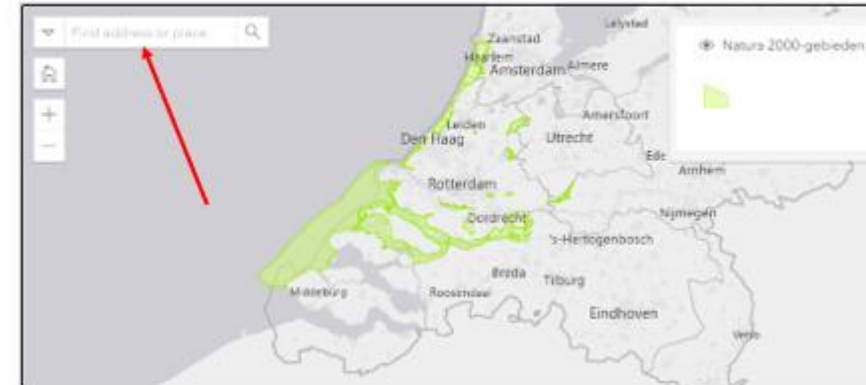 Find address or place
Natura 2000-gebieden
Lelystad
Zaanstad
Haarlem
Amsterdam
Almere
Leiden
Amersfoort
Den Haag
Utrecht
Ede
Arnhem
Rotterdam
Dordrecht
Nijmegen
's-Hertogenbosch
Breda
Tilburg
Middelburg
Roosendaal
Eindhoven
Venlo